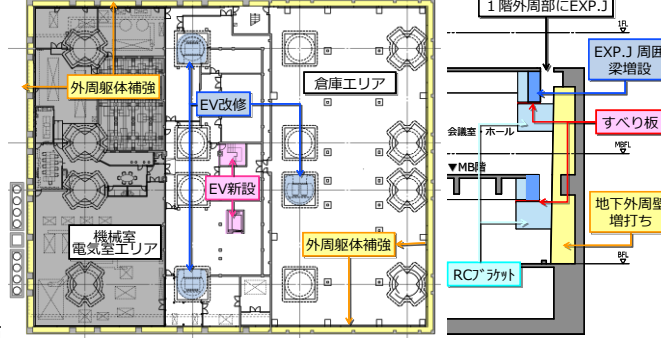 外周躯体補強
EV改修
倉庫エリア
EV新設
機械室
電気室エリア
外周躯体補強
１階外周部にEXP.J
1FL
EXP.J 周囲
梁増設
すべり板
会議室・ホール
MBFL
▼MB階
地下外周壁
増打ち
RCﾌﾞﾗｹｯﾄ
BFL